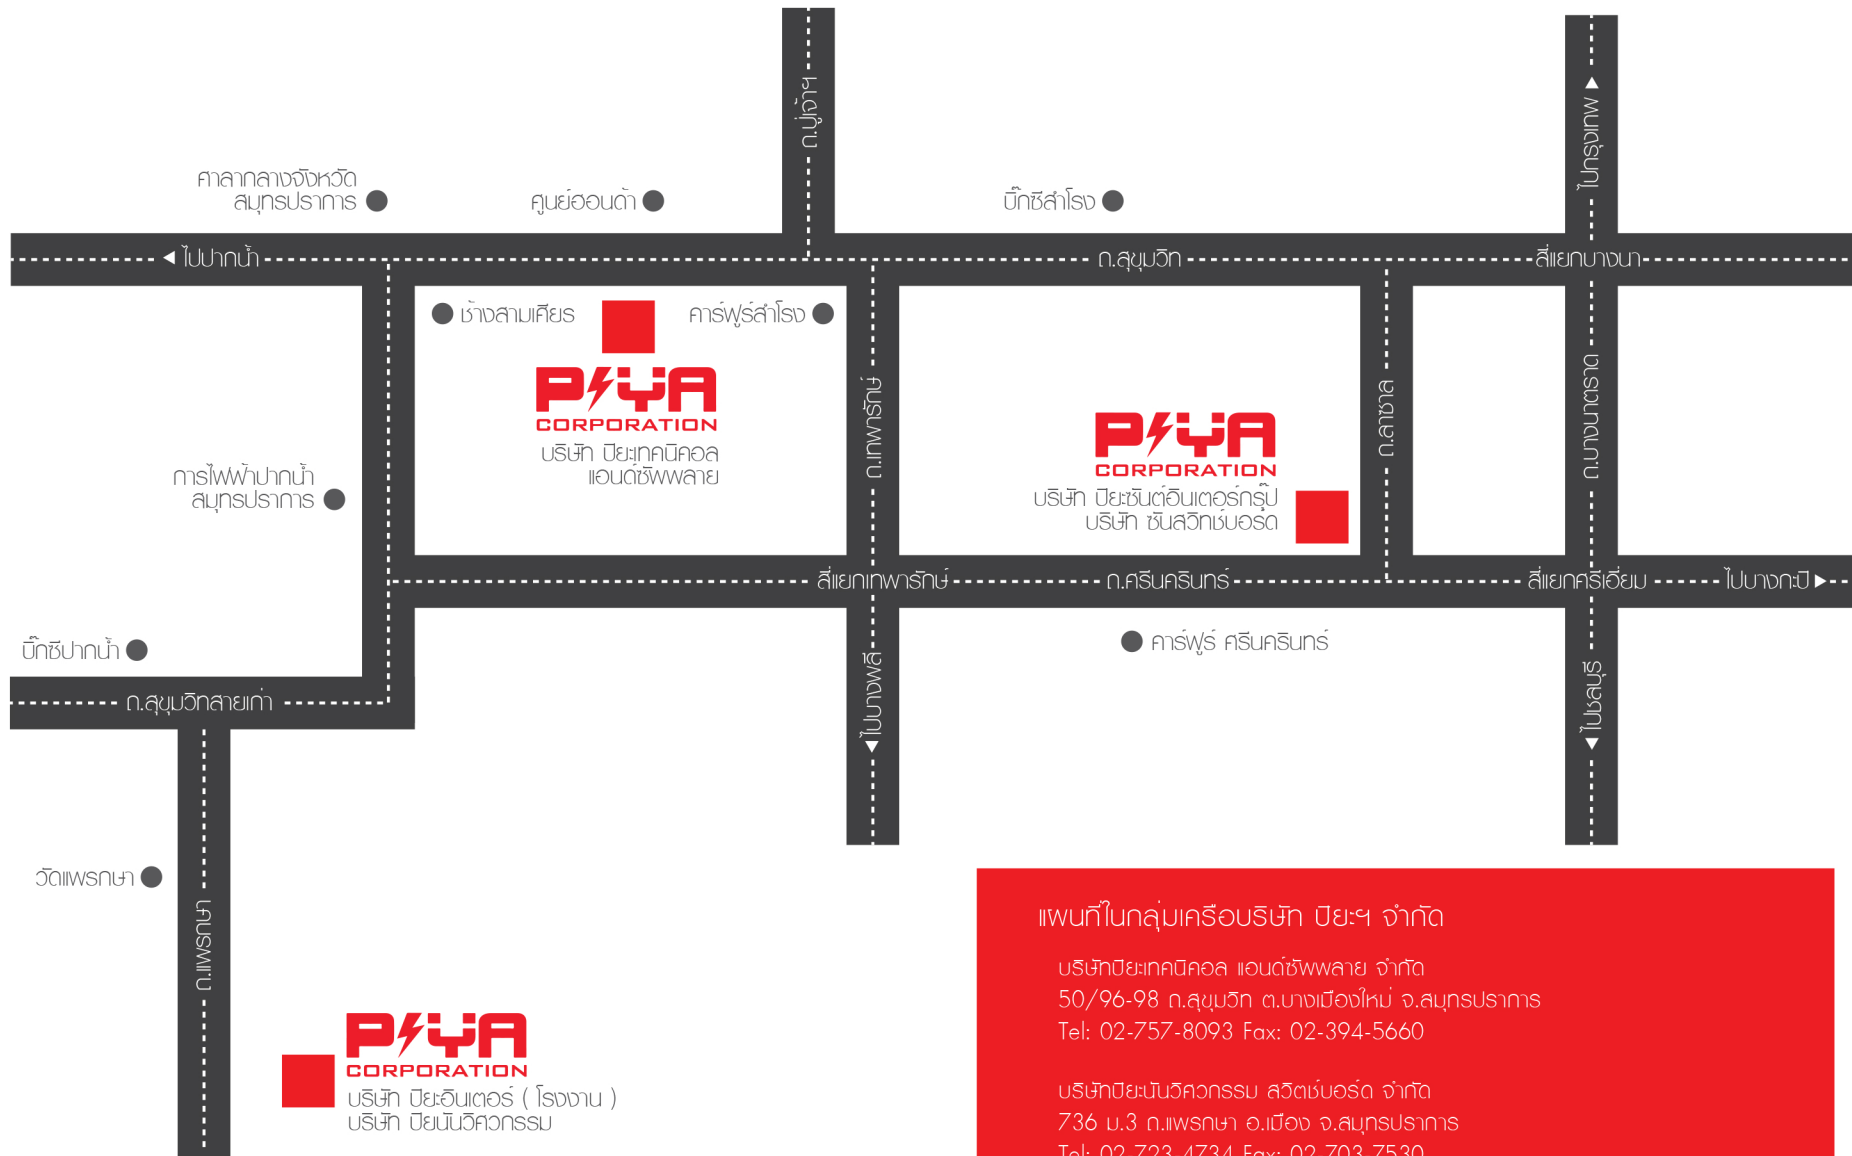 ถ.ปู่เจ้าฯ
ไปกรุงเทพ
ศาลากลางจังหวัด
สมุทรปราการ
ศูนย์ฮอนด้า
บิ๊กซีสำโรง
ไปปากน้ำ
ถ.สุขุมวิท
สี่แยกบางนา
ช้างสามเศียร
คาร์ฟูร์สำโรง
PIYA
CORPORATION
บริษัท ปิยะเทคนิคอล
แอนด์ซัพพลาย
ถ.เทพารักษ์
PIYA
CORPORATION
บริษัท ปิยะซันต์อินเตอร์กรุ๊ป
บริษัท ซันสวิทช์บอร์ด
ถ.ลาซาล
ถ.บางนาตราด
การไฟฟ้าปากน้ำ
สมุทรปราการ
สี่แยกเทพารักษ์
ถ.ศรีนครินทร์
สี่แยกศรีเอี่ยม
ไปบางกะปิ
บิ๊กซีปากน้ำ
คาร์ฟูร์ ศรีนครินทร์
ไปบางพลี
ไปชลบุรี
ถ.สุขุมวิทสายเก่า
วัดแพรกษา
ถ.แพรกษา
PIYA
CORPORATION
บริษัท ปิยะอินเตอร์ ( โรงงาน )
บริษัท ปิยนันวิศวกรรม
แผนที่ในกลุ่มเครือบริษัท ปิยะฯ จำกัด
บริษัทปิยะเทคนิคอล แอนด์ซัพพลาย จำกัด
50/96-98 ถ.สุขุมวิท ต.บางเมืองใหม่ จ.สมุทรปราการ
Tel: 02-757-8093 Fax: 02-394-5660
บริษัทปิยะนันวิศวกรรม สวิตช์บอร์ด จำกัด
736 ม.3 ถ.แพรกษา อ.เมือง จ.สมุทรปราการ
Tel: 02-723-4734 Fax: 02-703-7530